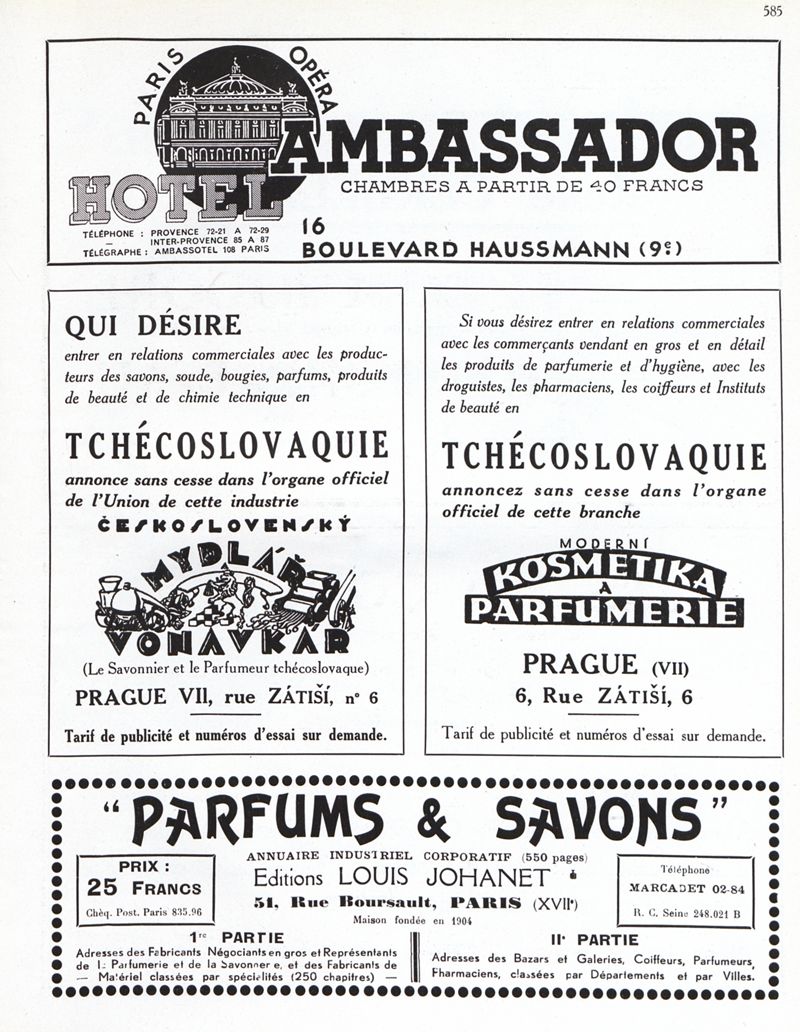 585
PARIS OPÉRA
HOTEL AMBASSADOR
CHAMBRES A PARTIR DE 40 FRANCS
TÉLÉPHONE : PROVENCE 72-21 A 72-29
— INTER-PROVENCE 85 A 87
TÉLÉGRAPHE : AMBASSOTEL 108 PARIS
16
BOULEVARD HAUSSMANN (9e.)
QUI DÉSIRE
entrer en relations commerciales avec les produc-
teurs des savons, soude, bougies, parfums, produits
de beauté et de chimie technique en
TCHÉCOSLOVAQUIE
annonce sans cesse dans l'organe officiel
de l'Union de cette industrie
ČESKOSLOVENSKÝ
MYDLÁŘ
VOŇAVKÁŘ
(Le Savonnier et le Parfumeur tchécoslovaque)
PRAGUE VII, rue ZÁTIŠÍ, n° 6
Tarif de publicité et numéros d'essai sur demande.
Si vous désirez entrer en relations commerciales
avec les commerçants vendant en gros et en détail
les produits de parfumerie et d'hygiène, avec les
droguistes, les pharmaciens, les coiffeurs et Instituts
de beauté en
TCHÉCOSLOVAQUIE
annoncez sans cesse dans l'organe
officiel de cette branche
MODERNÍ
KOSMETIKA
A
PARFUMERIE
PRAGUE (VII)
6, Rue ZÁTIŠÍ, 6
Tarif de publicité et numéros d'essai sur demande.
"PARFUMS & SAVONS"
ANNUAIRE INDUSTRIEL CORPORATIF (550 pages)
Editions LOUIS JOHANET
51, Rue Boursault, PARIS (XVIIe)
Maison fondée en 1904
PRIX :
25 FRANCS
Chèq. Post. Paris 835.96
Téléphone
MARCADET 02-84
R. C. Seine 248.021 B
1re PARTIE
Adresses des Fabricants Négociants en gros et Représentants
de la Parfumerie et de la Savonnerie, et des Fabricants de
— Matériel classées par spécialités (250 chapitres) —
IIe PARTIE
Adresses des Bazars et Galeries, Coiffeurs, Parfumeurs,
Pharmaciens, classées par Départements et par Villes.